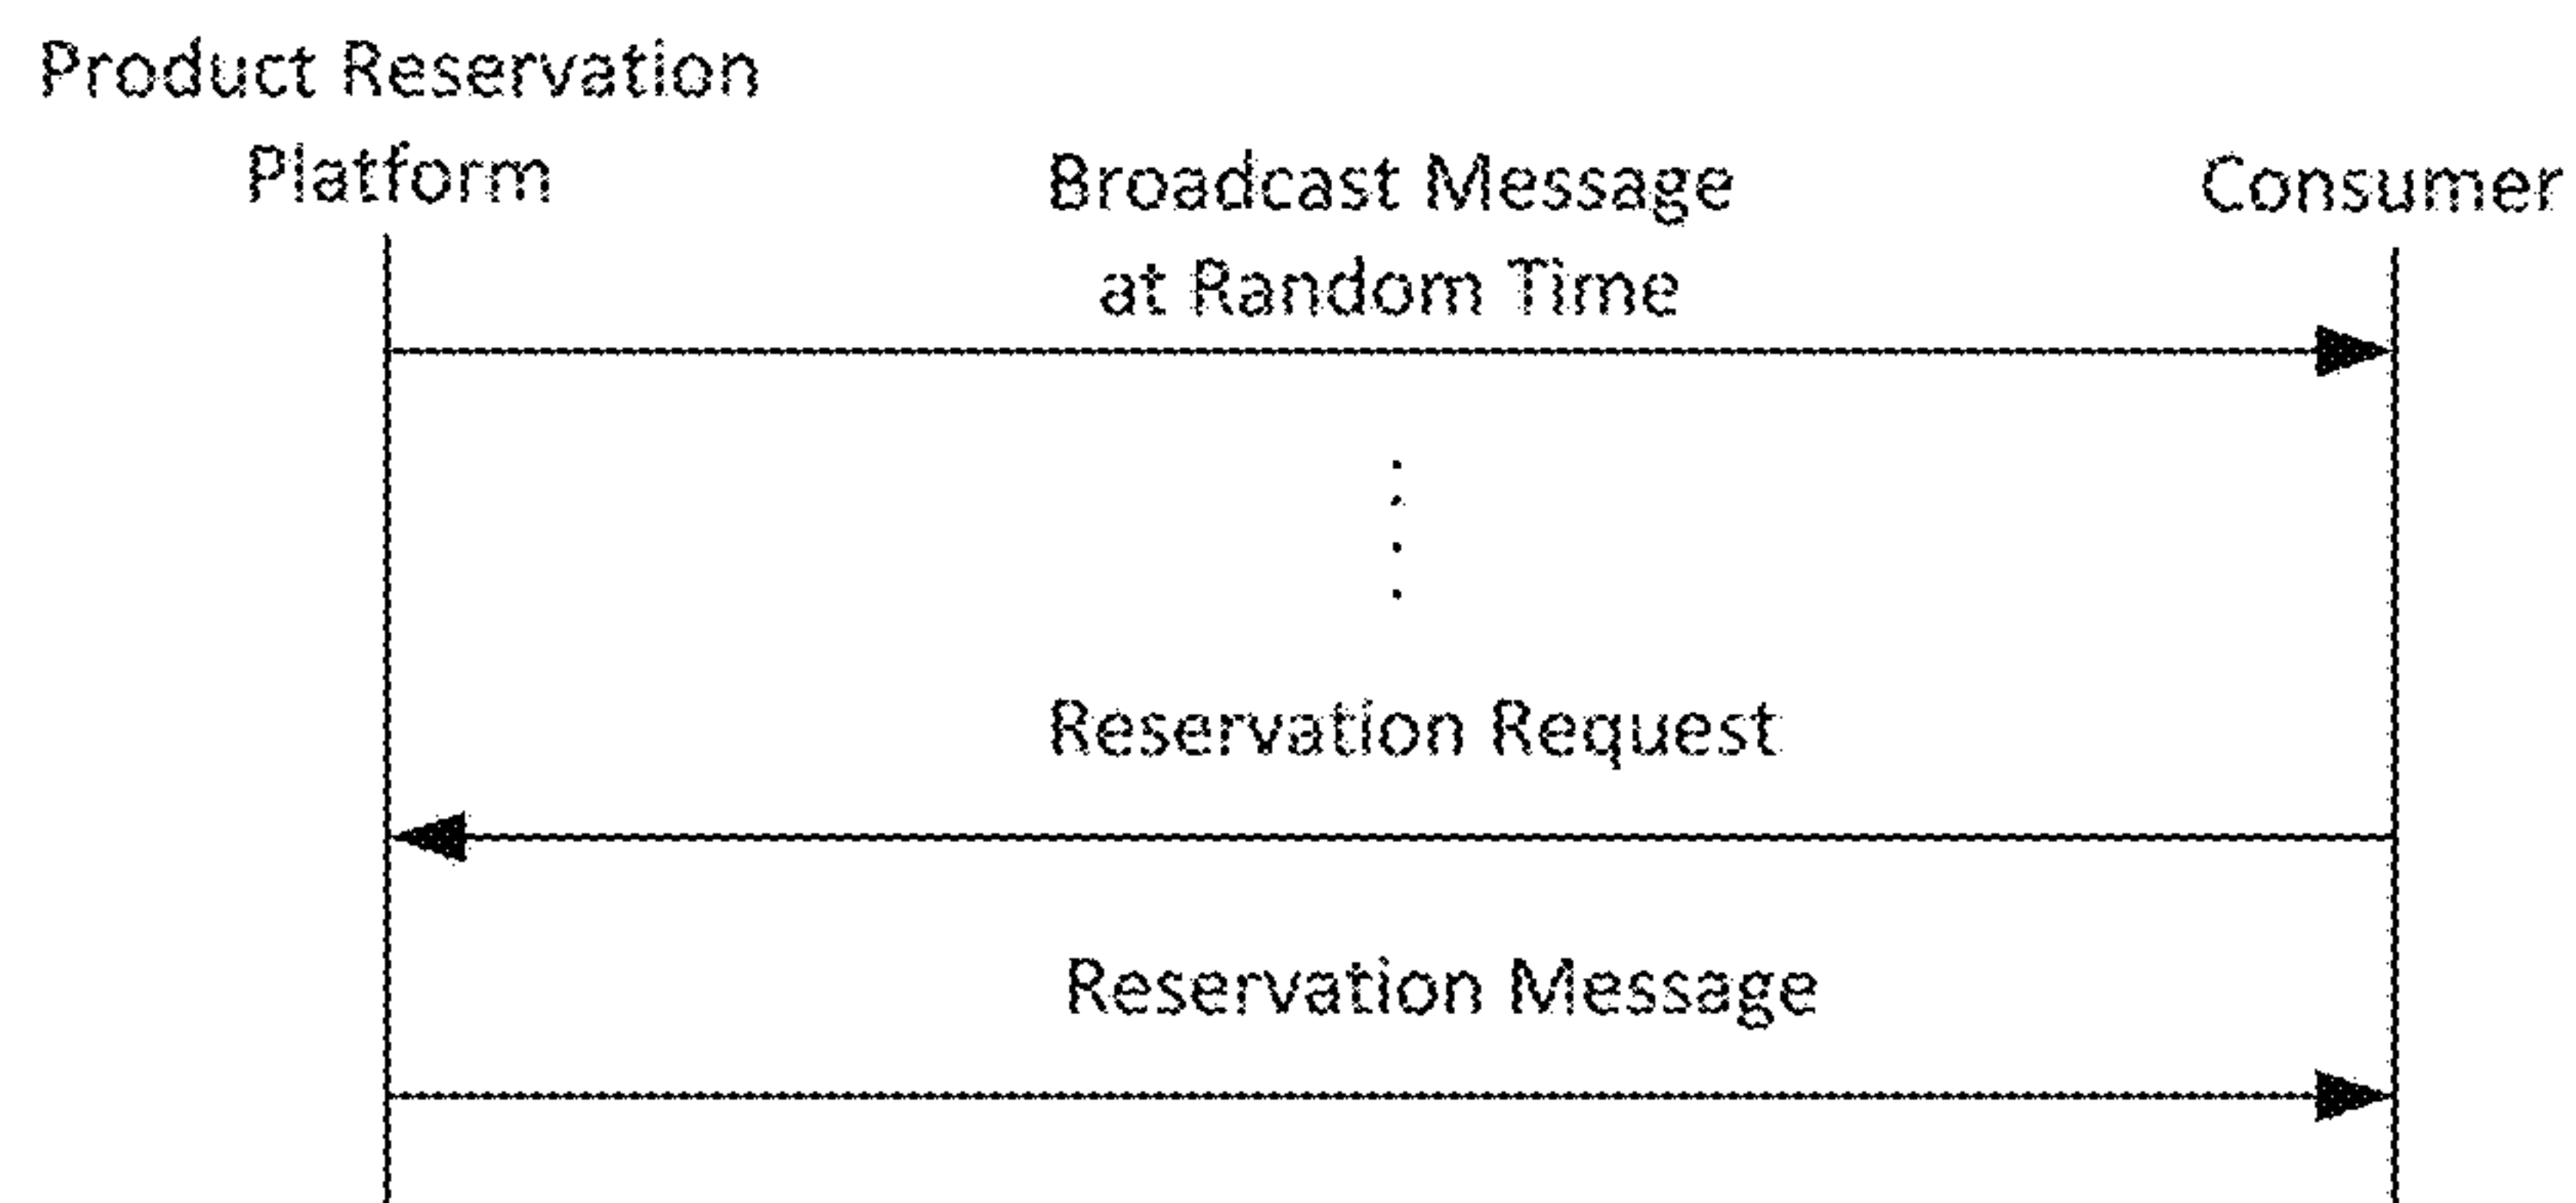 Product Reservation
Platform
Broadcast Message
at Random Time
Consumer
Reservation Request
Reservation Message